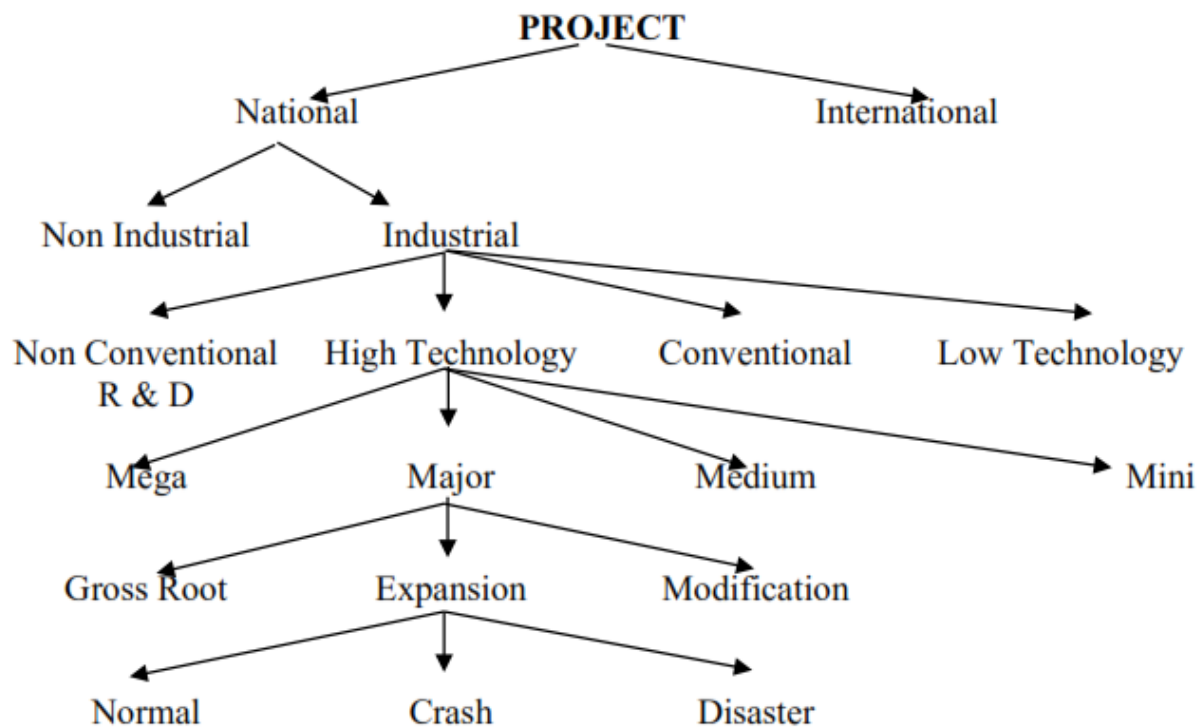 PROJECT
National International
Non Industrial Industrial
Non Conventional High Technology Conventional Low Technology
R & D
Mega Major Medium Mini
Gross Root Expansion Modification
Normal Crash Disaster